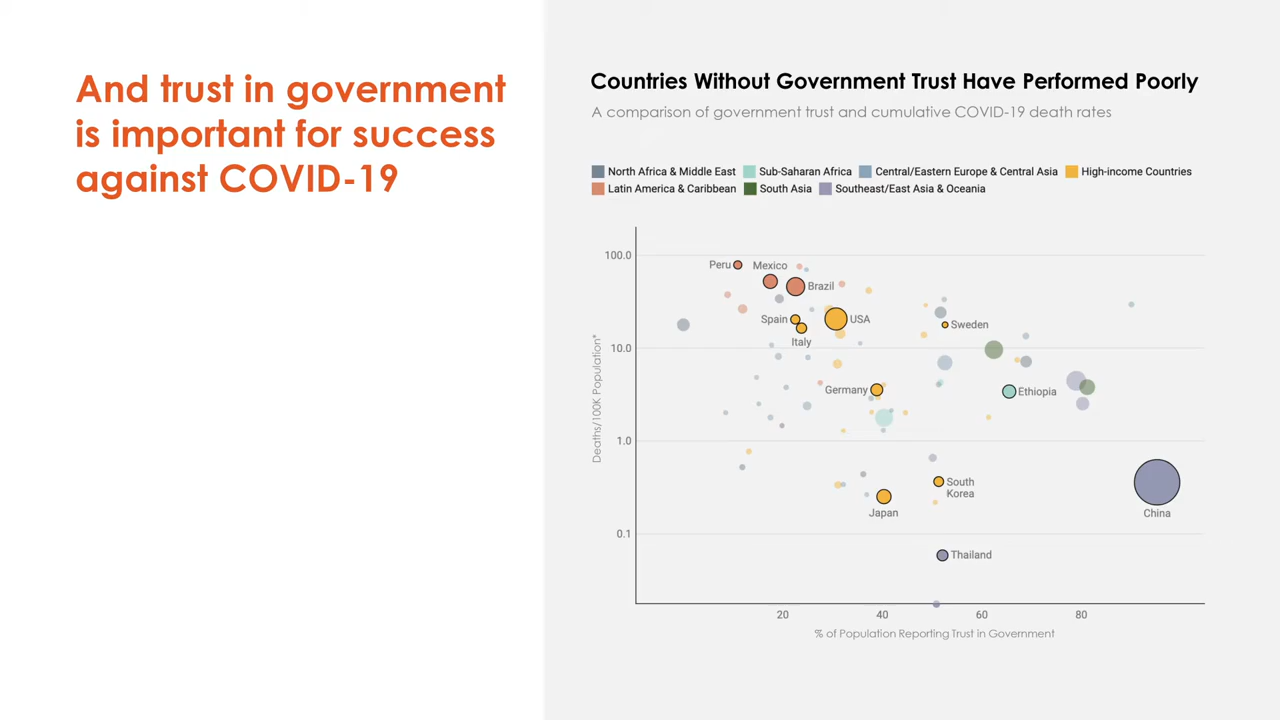 And trust in government
is important for success
against COVID-19
Countries Without Government Trust Have Performed Poorly
A comparison of government trust and cumulative COVID-19 death rates
North Africa & Middle East Sub-Saharan Africa Central/Eastern Europe & Central Asia High-income Countries
Latin America & Caribbean South Asia Southeast/East Asia & Oceania
100.0
10.0
1.0
0.1
Deaths/100K Population*
Peru
Mexico
Brazil
Spain
USA
Italy
Sweden
Germany
Ethiopia
South
Korea
Japan
China
Thailand
20 40 60 80
% of Population Reporting Trust in Government